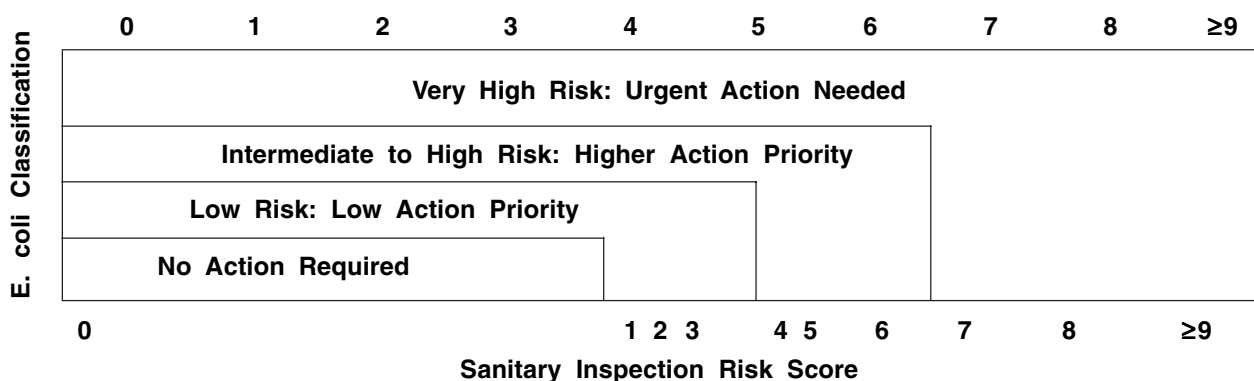 0 1 2 3 4 5 6 7 8 ≥9
E. coli Classification
Very High Risk: Urgent Action Needed
Intermediate to High Risk: Higher Action Priority
Low Risk: Low Action Priority
No Action Required
0 1 2 3 4 5 6 7 8 ≥9
Sanitary Inspection Risk Score